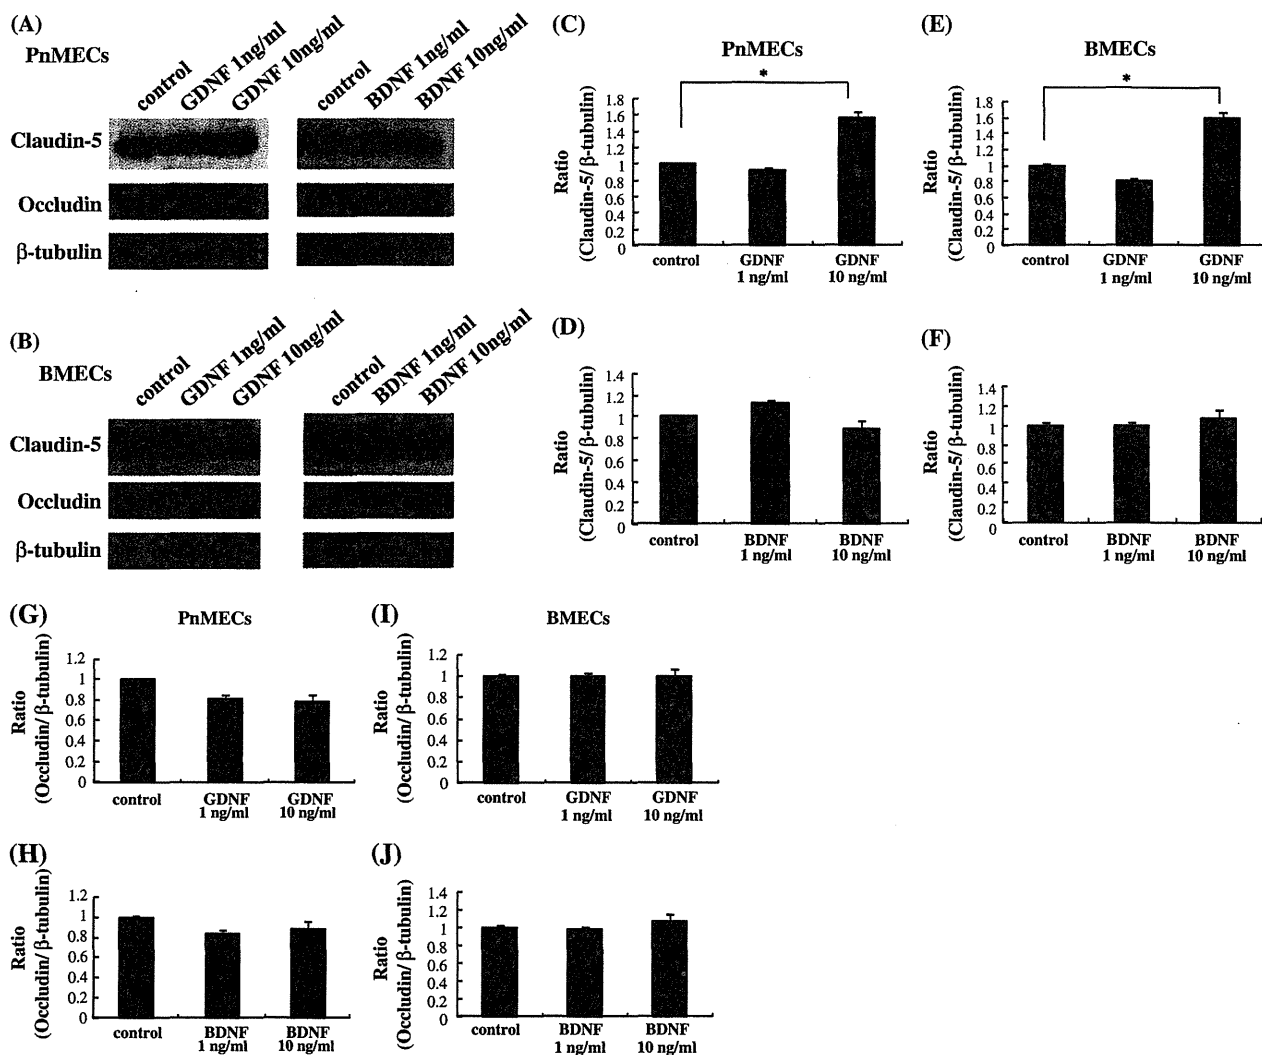 (A)
PnMECs
control
GDNF 1ng/ml
GDNF 10ng/ml
control
BDNF 1ng/ml
BDNF 10ng/ml
Claudin-5
Occludin
β-tubulin
(B)
BMECs
control
GDNF 1ng/ml
GDNF 10ng/ml
control
BDNF 1ng/ml
BDNF 10ng/ml
Claudin-5
Occludin
β-tubulin
(C)
PnMECs
*
Ratio
(Claudin-5/ β-tubulin)
1.8
1.6
1.4
1.2
1
0.8
0.6
0.4
0.2
0
control
GDNF
1 ng/ml
GDNF
10 ng/ml
(E)
BMECs
*
Ratio
(Claudin-5/ β-tubulin)
1.8
1.6
1.4
1.2
1
0.8
0.6
0.4
0.2
0
control
GDNF
1 ng/ml
GDNF
10 ng/ml
(D)
Ratio
(Claudin-5/ β-tubulin)
1.4
1.2
1
0.8
0.6
0.4
0.2
0
control
BDNF
1 ng/ml
BDNF
10 ng/ml
(F)
Ratio
(Claudin-5/ β-tubulin)
1.4
1.2
1
0.8
0.6
0.4
0.2
0
control
BDNF
1 ng/ml
BDNF
10 ng/ml
(G)
PnMECs
Ratio
(Occludin/ β-tubulin)
1.2
1
0.8
0.6
0.4
0.2
0
control
GDNF
1 ng/ml
GDNF
10 ng/ml
(I)
BMECs
Ratio
(Occludin/ β-tubulin)
1.2
1
0.8
0.6
0.4
0.2
0
control
GDNF
1 ng/ml
GDNF
10 ng/ml
(H)
Ratio
(Occludin/ β-tubulin)
1.2
1
0.8
0.6
0.4
0.2
0
control
BDNF
1 ng/ml
BDNF
10 ng/ml
(J)
Ratio
(Occludin/ β-tubulin)
1.4
1.2
1
0.8
0.6
0.4
0.2
0
control
BDNF
1 ng/ml
BDNF
10 ng/ml